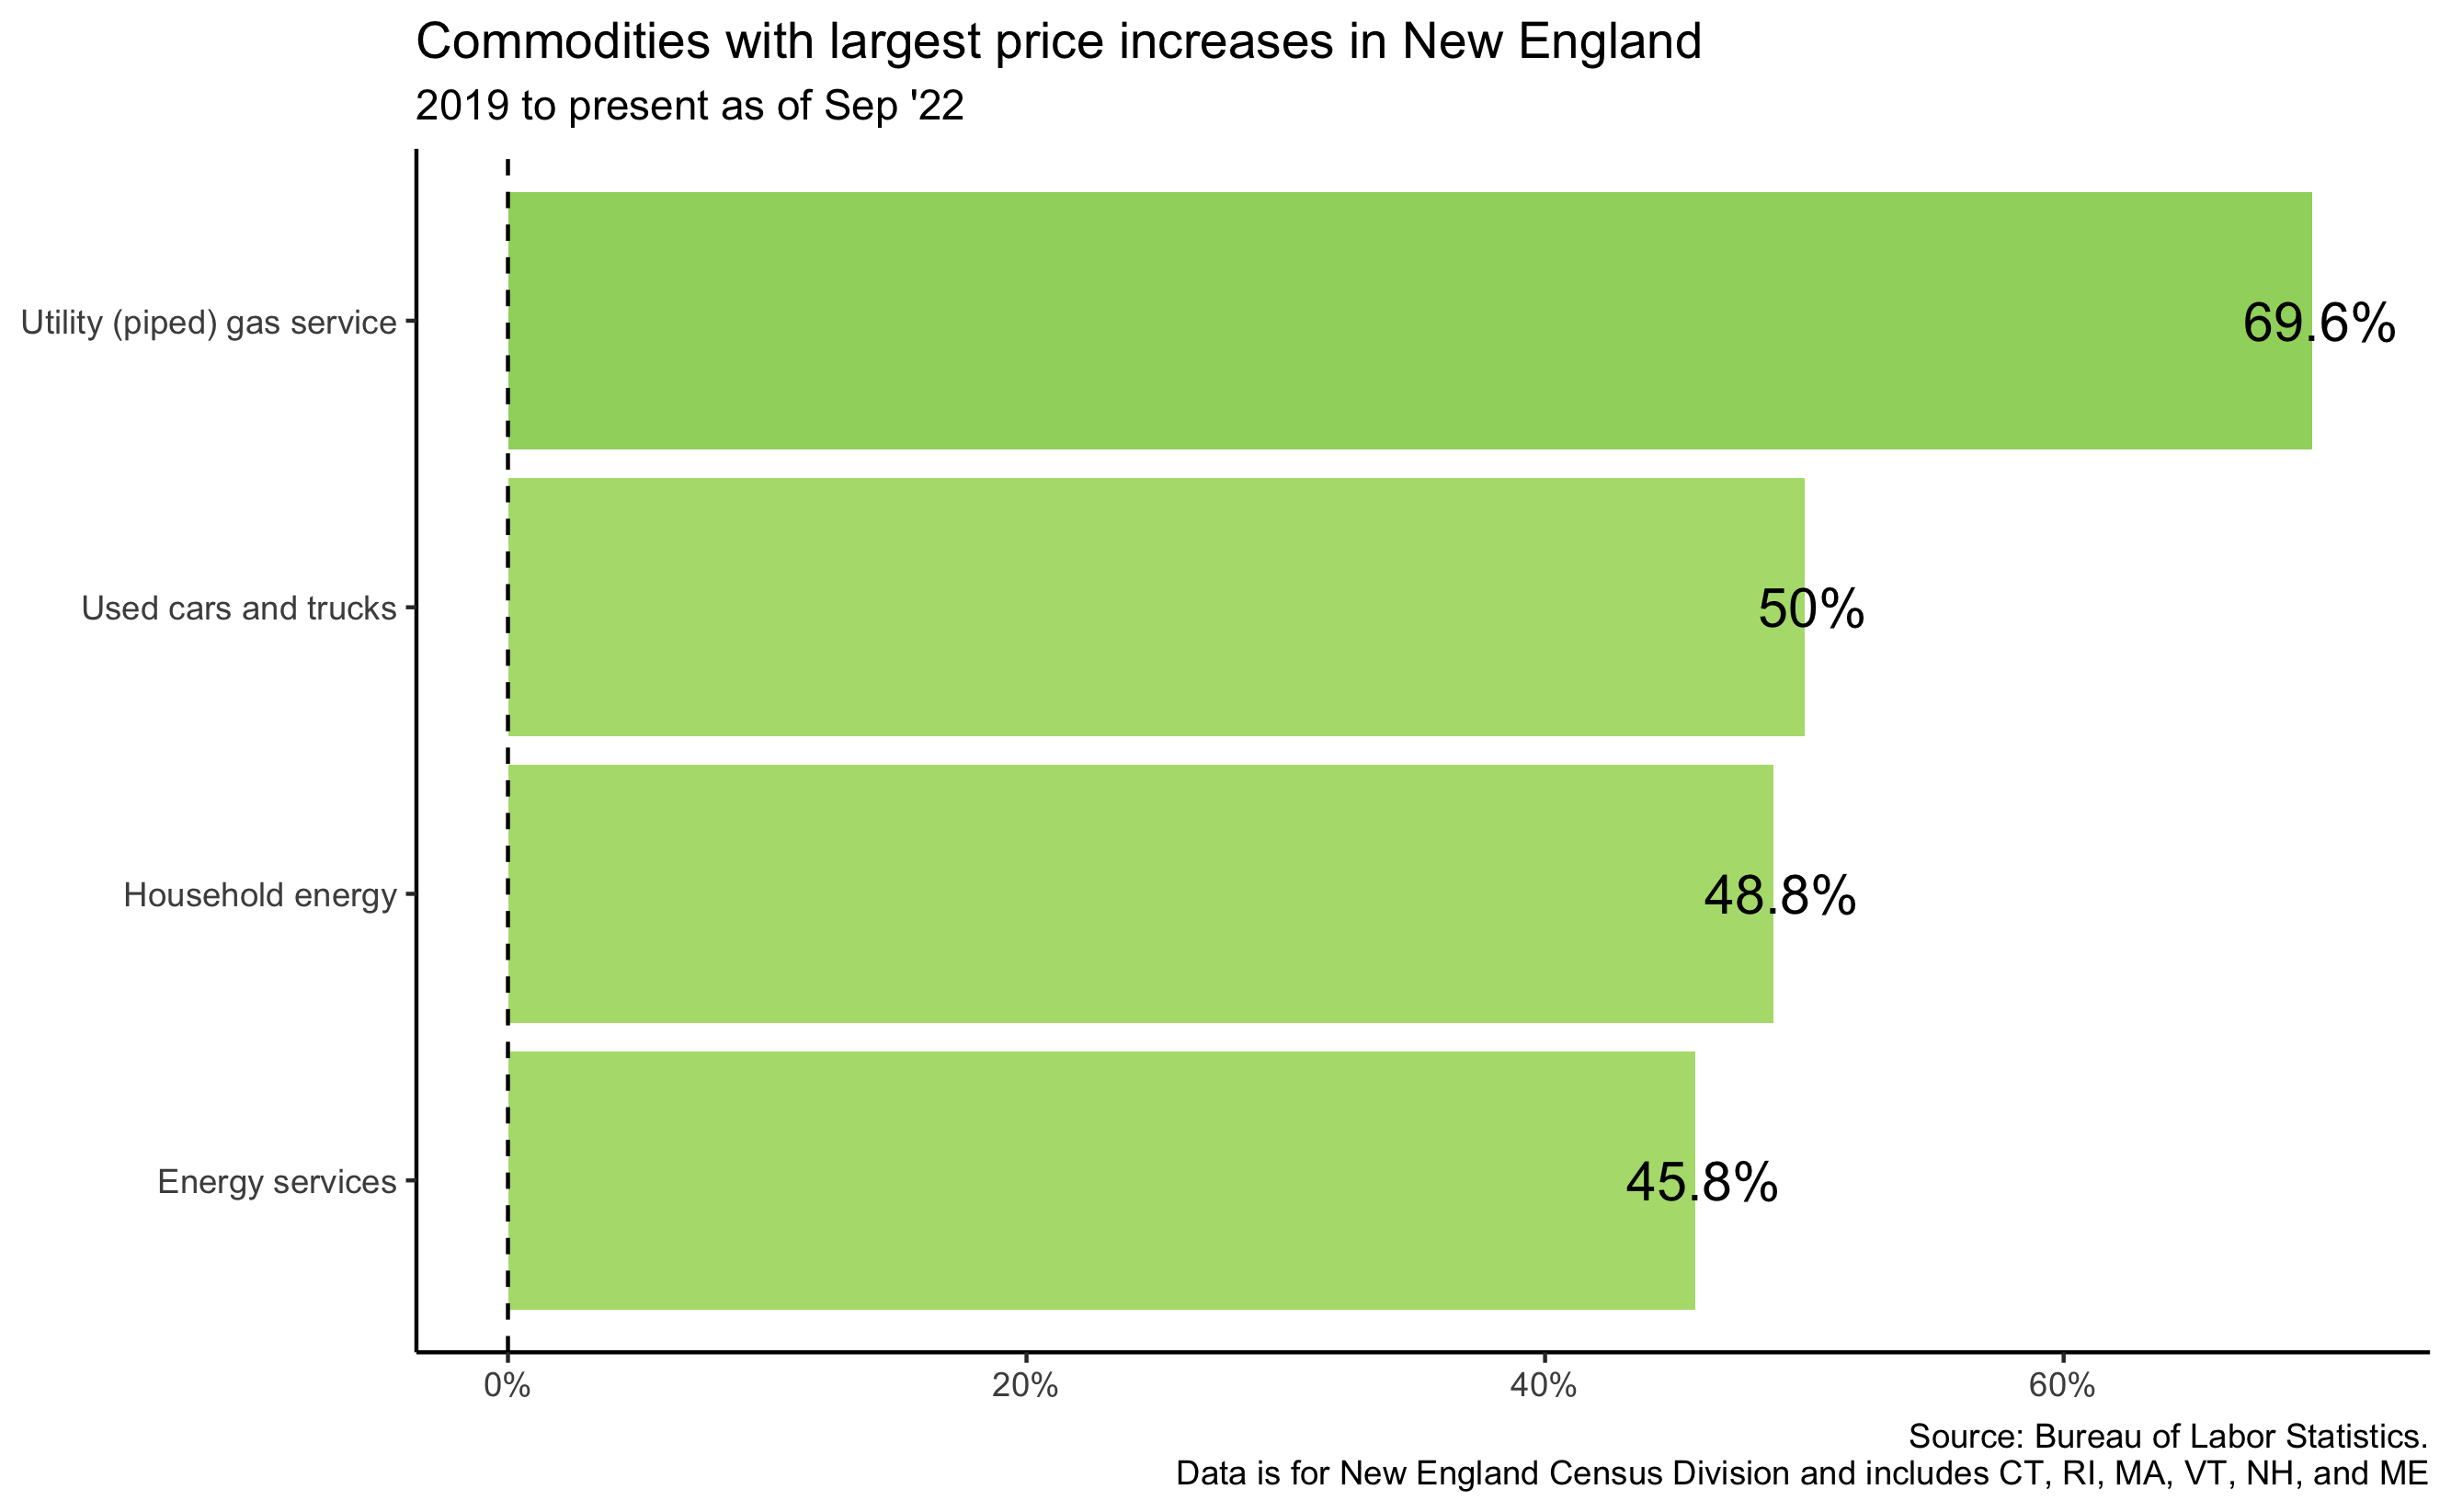 Commodities with largest price increases in New England
2019 to present as of Sep '22
Utility (piped) gas service
69.6%
Used cars and trucks
50%
Household energy
48.8%
Energy services
45.8%
0%
20%
40%
60%
Source: Bureau of Labor Statistics.
Data is for New England Census Division and includes CT, RI, MA, VT, NH, and ME